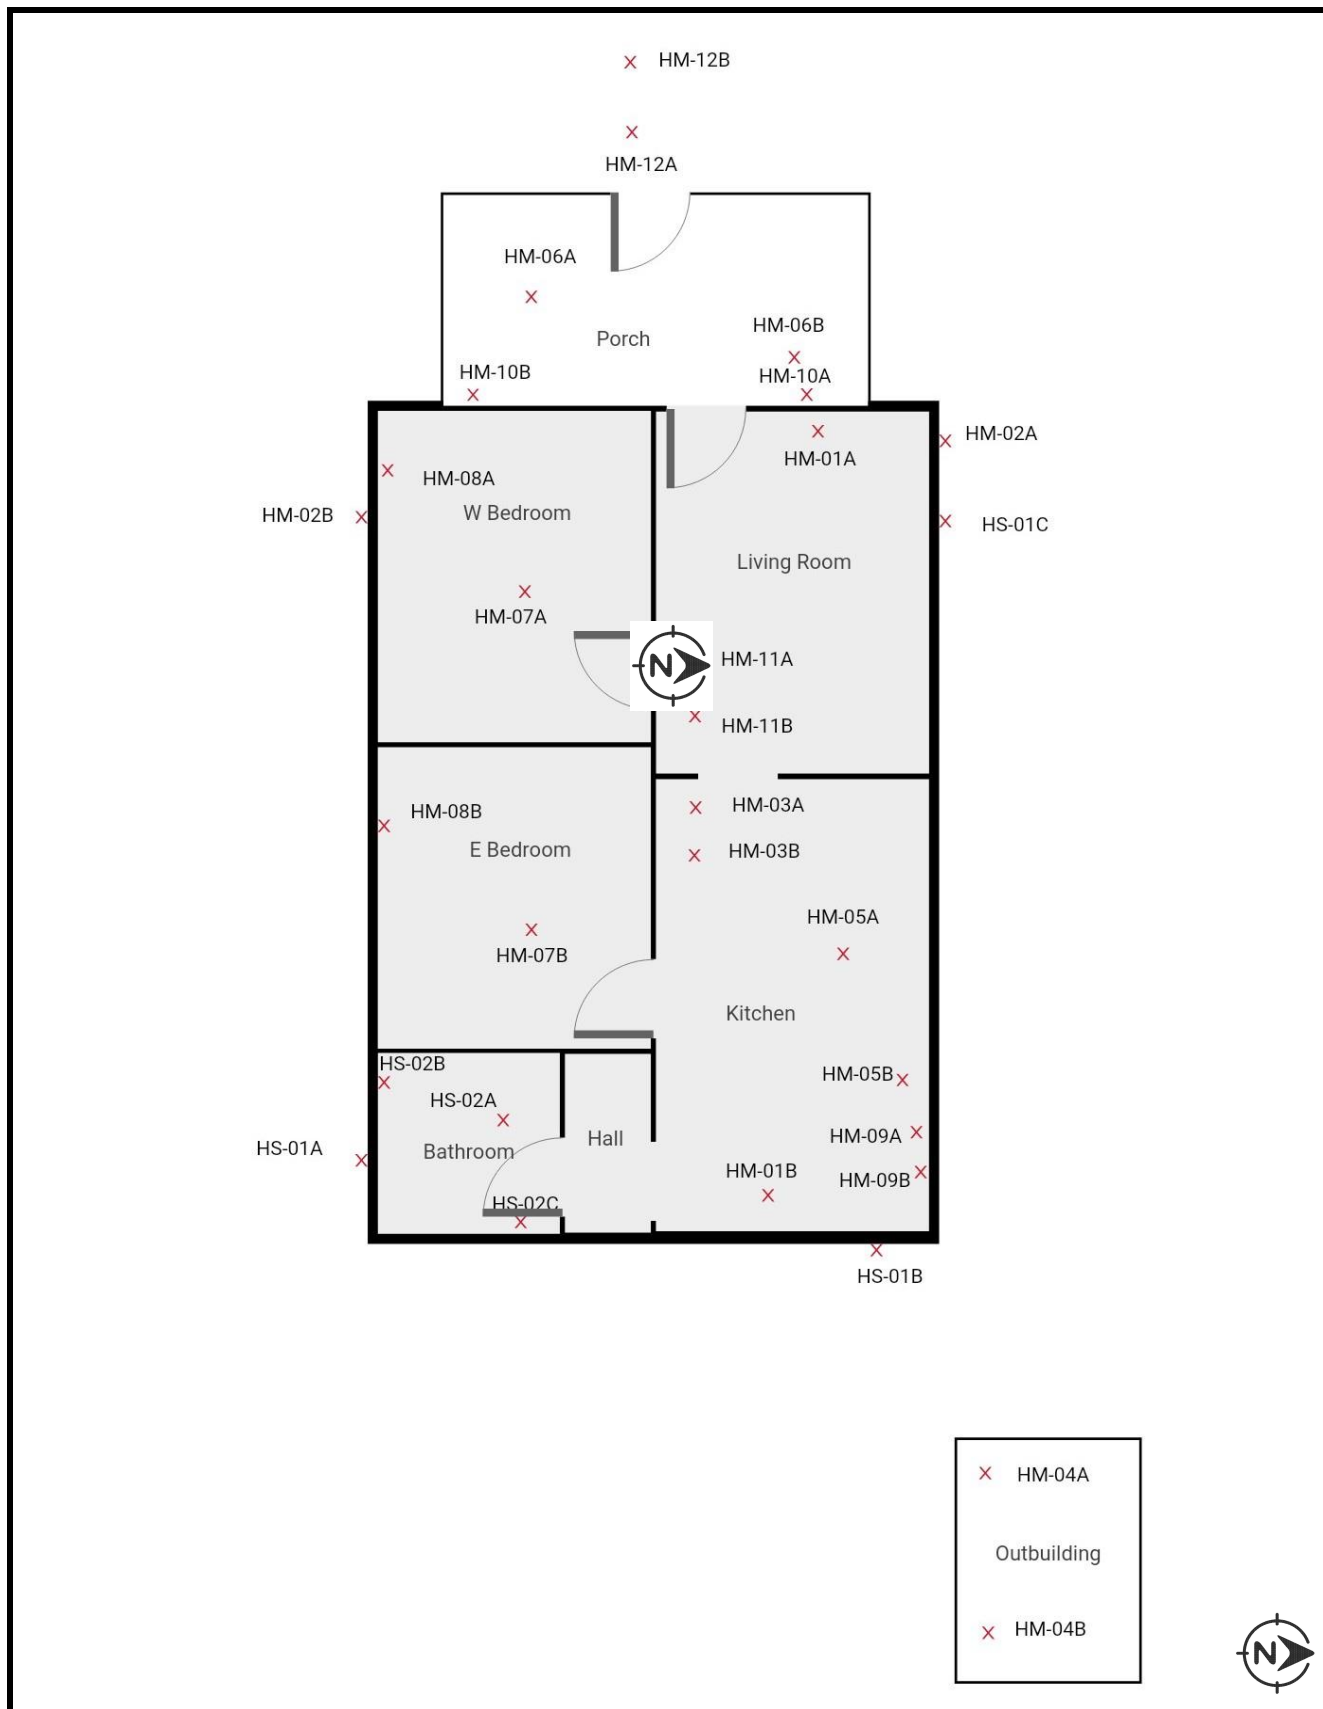 HM-12B
HM-12A
HM-06A
HM-06B
Porch
HM-10B
HM-10A
HM-02A
HM-01A
HM-08A
W Bedroom
HM-02B
HS-01C
Living Room
HM-07A
N
HM-11A
HM-11B
HM-03A
HM-08B
E Bedroom
HM-03B
HM-05A
HM-07B
Kitchen
HS-02B
HM-05B
HS-02A
HM-09A
Hall
HS-01A
Bathroom
HM-01B
HM-09B
HS-02C
HS-01B
HM-04A
Outbuilding
HM-04B
N